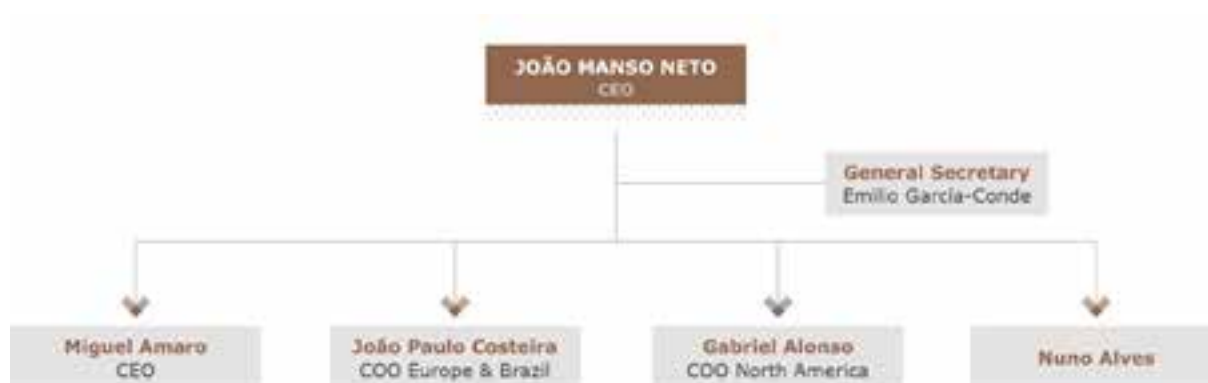 JOÃO MANSO NETO
CEO
General Secretary
Emilio García-Conde
Miguel Amaro
CEO
João Paulo Costeira
COO Europe & Brazil
Gabriel Alonso
COO North America
Nuno Alves